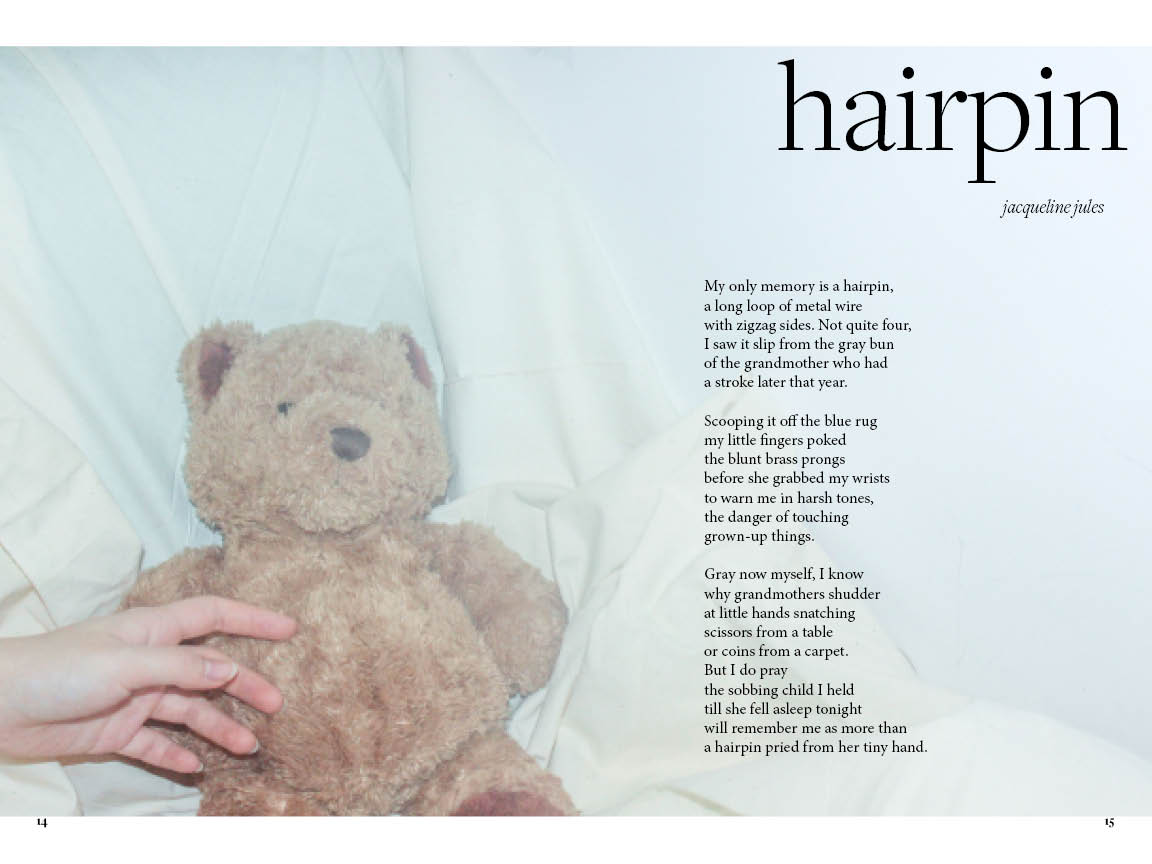 hairpin
jacqueline jules
My only memory is a hairpin,
a long loop of metal wire
with zigzag sides. Not quite four,
I saw it slip from the gray bun
of the grandmother who had
a stroke later that year.
Scooping it off the blue rug
my little fingers poked
the blunt brass prongs
before she grabbed my wrists
to warn me in harsh tones,
the danger of touching
grown-up things.
Gray now myself, I know
why grandmothers shudder
at little hands snatching
scissors from a table
or coins from a carpet.
But I do pray
the sobbing child I held
till she fell asleep tonight
will remember me as more than
a hairpin pried from her tiny hand.
14
15